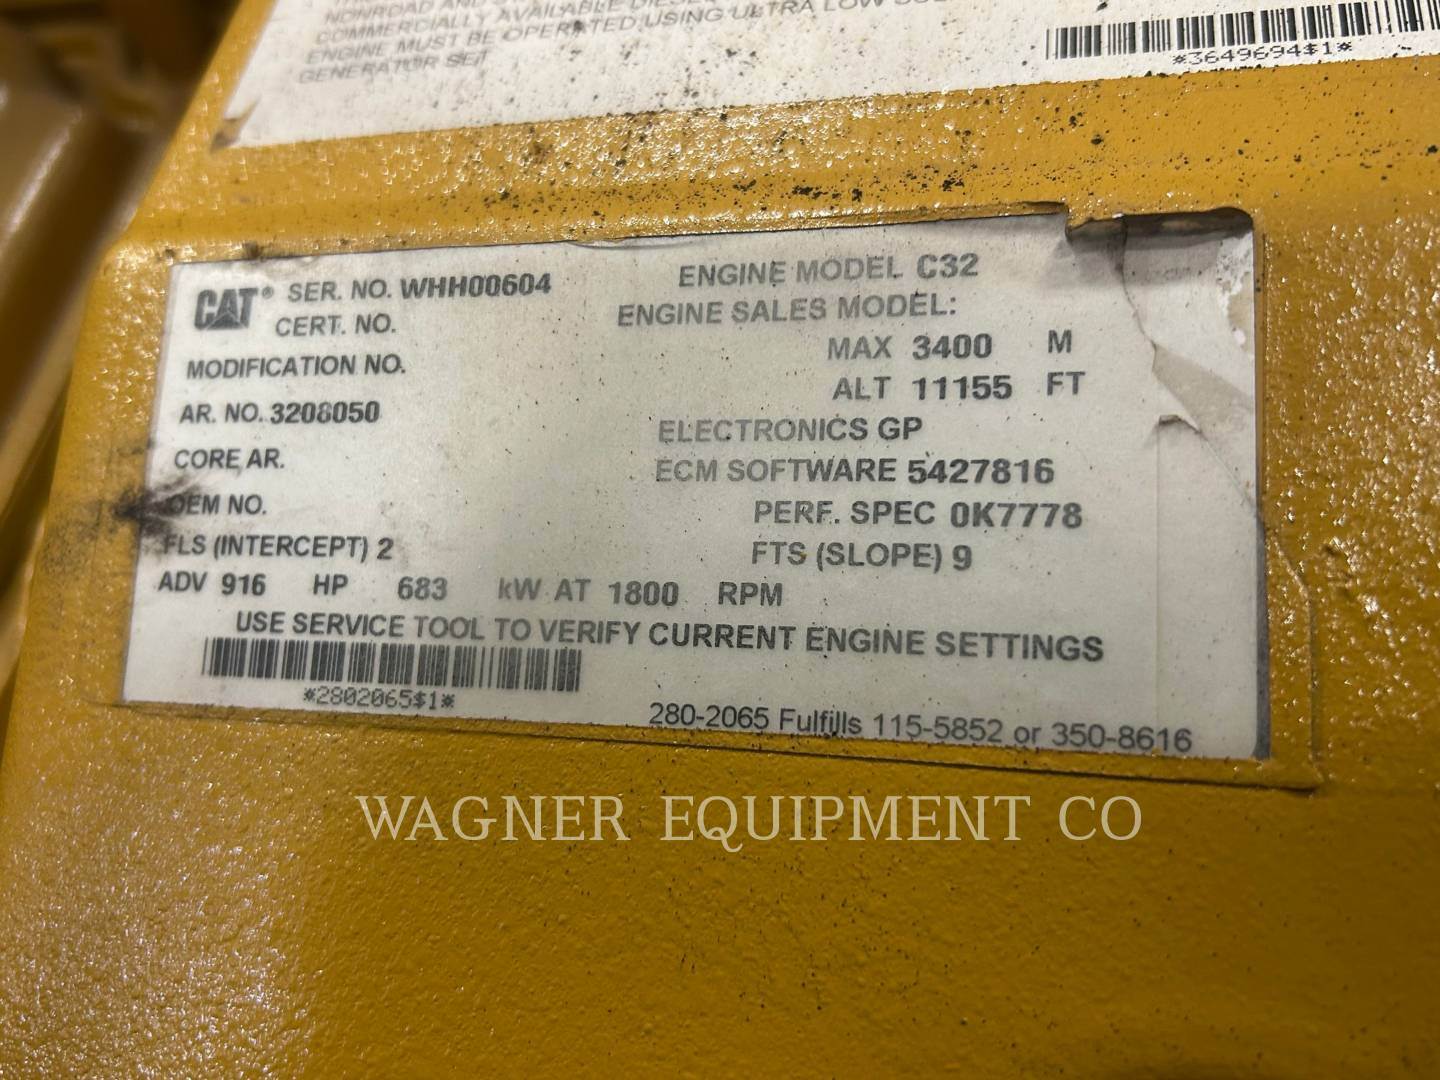 NONROAD AND
COMMERCIALLY AVAILABLE DIESEL
ENGINE MUST BE OPERATED USING ULTRA LOW
GENERATOR SET
*3649694$1*
CAT® SER. NO. WHH00604 ENGINE MODEL C32
CERT. NO. ENGINE SALES MODEL:
MODIFICATION NO. MAX 3400 M
AR. NO. 3208050 ALT 11155 FT
CORE AR. ELECTRONICS GP
OEM NO. ECM SOFTWARE 5427816
PERF. SPEC 0K7778
FLS (INTERCEPT) 2 FTS (SLOPE) 9
ADV 916 HP 683 kW AT 1800 RPM
USE SERVICE TOOL TO VERIFY CURRENT ENGINE SETTINGS
*2802065$1*
280-2065 Fulfills 115-5852 or 350-8616
WAGNER EQUIPMENT CO